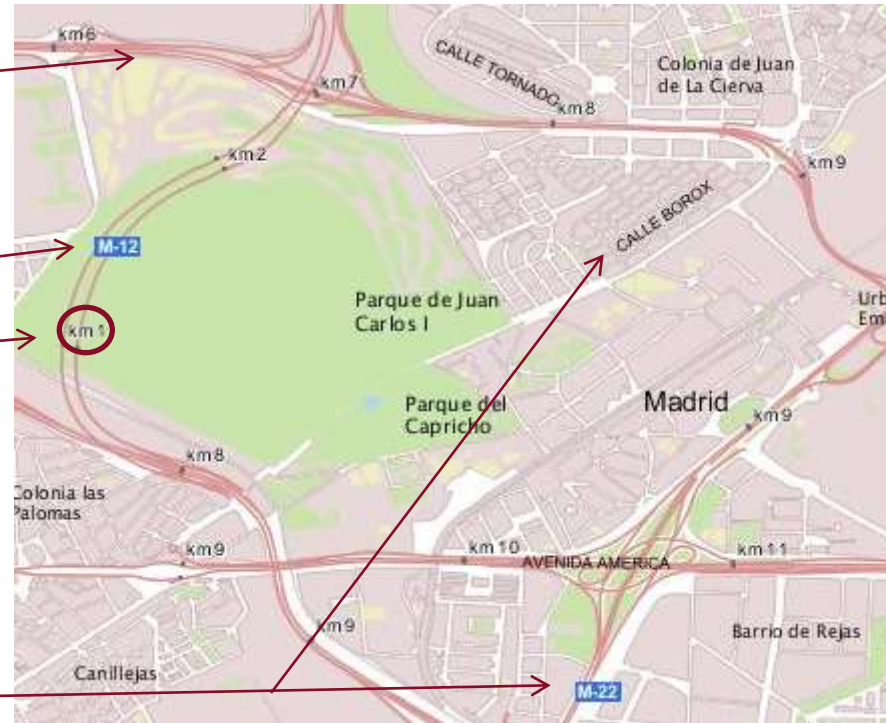 km6
CALLE TORNADO
Colonia de Juan
de La Cierva
km7
km8
km2
km9
CALLE BOROX
M-12
Parque de Juan
Carlos I
Urb
Em
km1
Parque del
Capricho
Madrid
km9
km8
Colonia las
Palomas
km9
km10
AVENIDA AMERICA
km11
km9
Barrio de Rejas
Canillejas
M-22